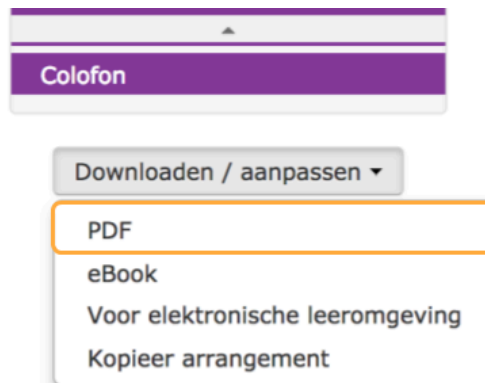 Colofon
Downloaden / aanpassen
PDF
eBook
Voor elektronische leeromgeving
Kopieer arrangement